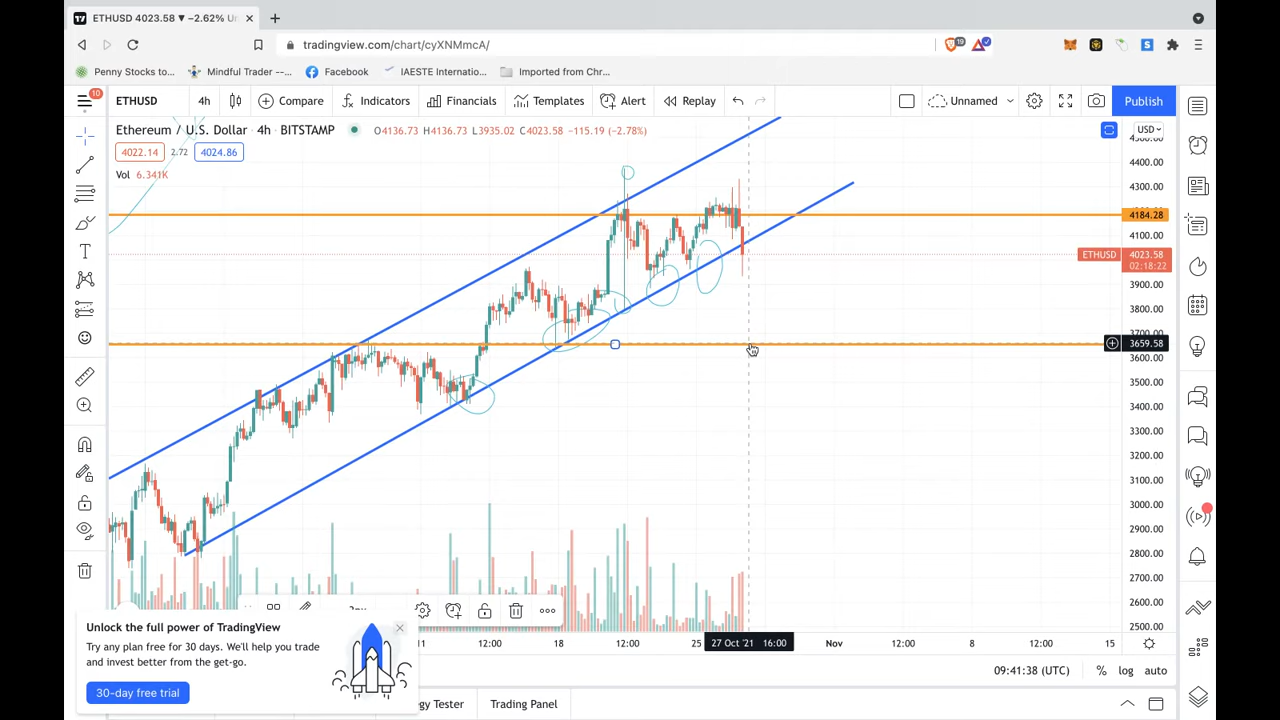 ETHUSD 4023.58 ▼ −2.62% U
tradingview.com/chart/cyXNMmcA/
19
Penny Stocks to...
Mindful Trader --...
Facebook
IAESTE Internatio...
Imported from Chr...
10
ETHUSD
4h
Compare
Indicators
Financials
Templates
Alert
Replay
Unnamed
Publish
Ethereum / U.S. Dollar · 4h · BITSTAMP
O4136.73 H4136.73 L3935.02 C4023.58 −115.19 (−2.78%)
USD
4022.14
2.72
4024.86
Vol 6.341K
4400.00
4300.00
4184.28
4100.00
ETHUSD
4023.58
02:18:22
3900.00
3800.00
3700.00
3659.58
3600.00
3500.00
3400.00
3300.00
3200.00
3100.00
3000.00
2900.00
2800.00
2700.00
2600.00
2500.00
Unlock the full power of TradingView
Try any plan free for 30 days. We'll help you trade
and invest better from the get-go.
30-day free trial
11
12:00
18
12:00
25
27 Oct '21 16:00
Nov
12:00
8
12:00
15
09:41:38 (UTC)
%
log
auto
gy Tester
Trading Panel